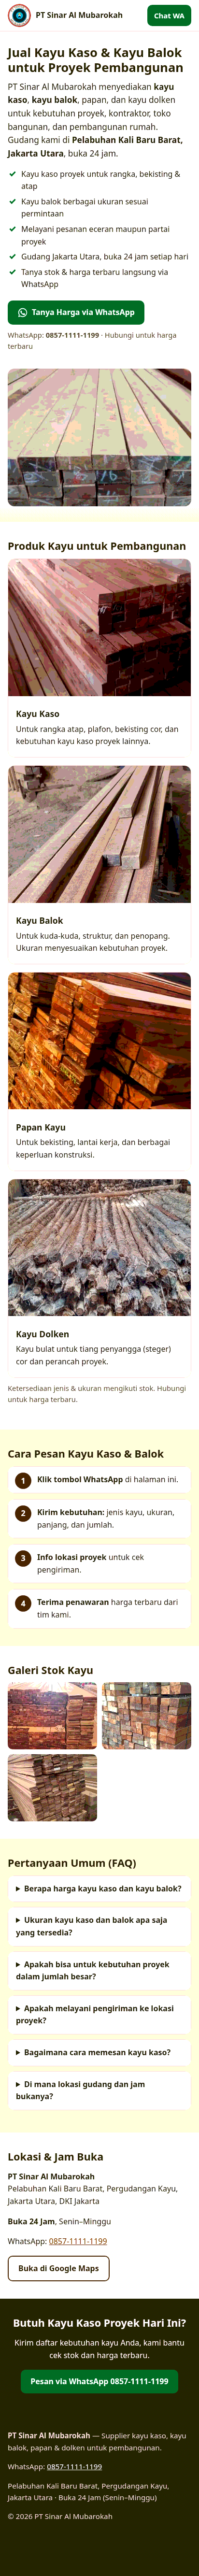 PT Sinar Al Mubarokah
Chat WA
Jual Kayu Kaso & Kayu Balok
untuk Proyek Pembangunan
PT Sinar Al Mubarokah menyediakan kayu
kaso, kayu balok, papan, dan kayu dolken
untuk kebutuhan proyek, kontraktor, toko
bangunan, dan pembangunan rumah.
Gudang kami di Pelabuhan Kali Baru Barat,
Jakarta Utara, buka 24 jam.
Kayu kaso proyek untuk rangka, bekisting &
atap
Kayu balok berbagai ukuran sesuai
permintaan
Melayani pesanan eceran maupun partai
proyek
Gudang Jakarta Utara, buka 24 jam setiap hari
Tanya stok & harga terbaru langsung via
WhatsApp
Tanya Harga via WhatsApp
WhatsApp: 0857-1111-1199 · Hubungi untuk harga
terbaru
Produk Kayu untuk Pembangunan
Kayu Kaso
Untuk rangka atap, plafon, bekisting cor, dan
kebutuhan kayu kaso proyek lainnya.
Kayu Balok
Untuk kuda-kuda, struktur, dan penopang.
Ukuran menyesuaikan kebutuhan proyek.
Papan Kayu
Untuk bekisting, lantai kerja, dan berbagai
keperluan konstruksi.
Kayu Dolken
Kayu bulat untuk tiang penyangga (steger)
cor dan perancah proyek.
Ketersediaan jenis & ukuran mengikuti stok. Hubungi
untuk harga terbaru.
Cara Pesan Kayu Kaso & Balok
1 Klik tombol WhatsApp di halaman ini.
2 Kirim kebutuhan: jenis kayu, ukuran,
panjang, dan jumlah.
3 Info lokasi proyek untuk cek
pengiriman.
4 Terima penawaran harga terbaru dari
tim kami.
Galeri Stok Kayu
Pertanyaan Umum (FAQ)
Berapa harga kayu kaso dan kayu balok?
Ukuran kayu kaso dan balok apa saja
yang tersedia?
Apakah bisa untuk kebutuhan proyek
dalam jumlah besar?
Apakah melayani pengiriman ke lokasi
proyek?
Bagaimana cara memesan kayu kaso?
Di mana lokasi gudang dan jam
bukanya?
Lokasi & Jam Buka
PT Sinar Al Mubarokah
Pelabuhan Kali Baru Barat, Pergudangan Kayu,
Jakarta Utara, DKI Jakarta
Buka 24 Jam, Senin–Minggu
WhatsApp: 0857-1111-1199
Buka di Google Maps
Butuh Kayu Kaso Proyek Hari Ini?
Kirim daftar kebutuhan kayu Anda, kami bantu
cek stok dan harga terbaru.
Pesan via WhatsApp 0857-1111-1199
PT Sinar Al Mubarokah — Supplier kayu kaso, kayu
balok, papan & dolken untuk pembangunan.
WhatsApp: 0857-1111-1199
Pelabuhan Kali Baru Barat, Pergudangan Kayu,
Jakarta Utara · Buka 24 Jam (Senin–Minggu)
© 2026 PT Sinar Al Mubarokah